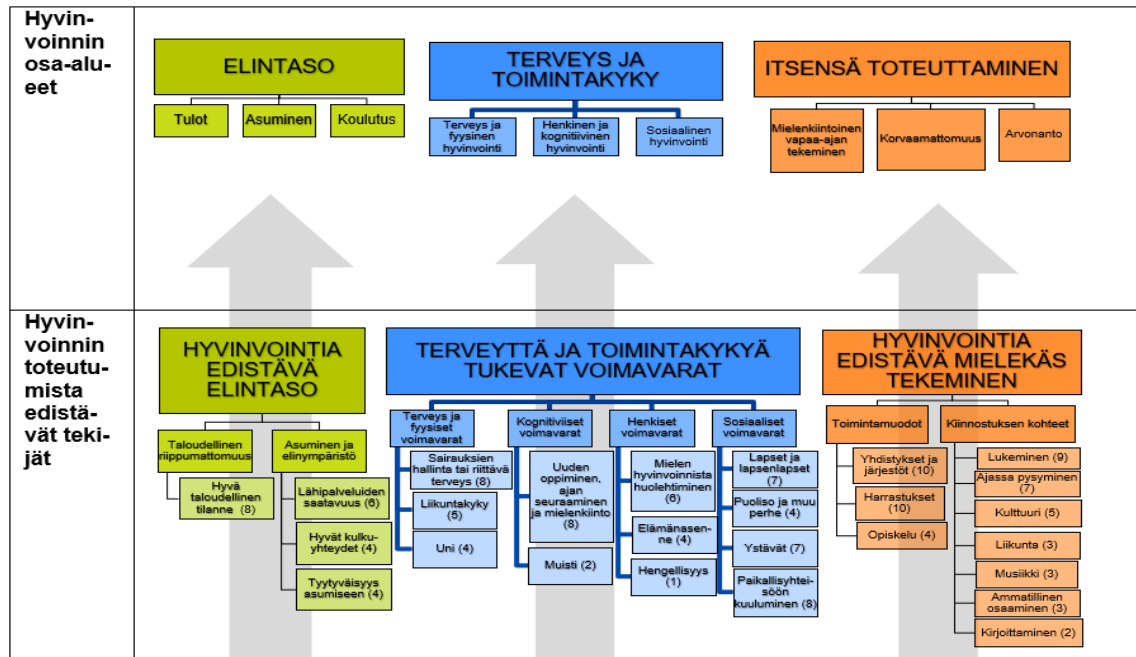 Hyvin-
voinnin
osa-alu-
eet
ELINTASO
Tulot
Asuminen
Koulutus
TERVEYS JA
TOIMINTAKYKY
Terveys ja
fyysinen
hyvinvointi
Henkinen ja
kognitiivinen
hyvinvointi
Sosiaalinen
hyvinvointi
ITSENSÄ TOTEUTTAMINEN
Mielenkiintoinen
vapaa-ajan
tekeminen
Korvaamattomuus
Arvonanto
Hyvin-
voinnin
toteutu-
mista
edistä-
vät teki-
jät
HYVINVOINTIA
EDISTÄVÄ
ELINTASO
Taloudellinen
riippumattomuus
Hyvä
taloudellinen
tilanne (8)
Asuminen ja
elinympäristö
Lähipalveluiden
saatavuus (6)
Hyvät kulku-
yhteydet (4)
Tyytyväisyys
asumiseen (4)
TERVEYTTÄ JA TOIMINTAKYKYÄ
TUKEVAT VOIMAVARAT
Terveys ja
fyysiset
voimavarat
Sairauksien
hallinta tai riittävä
terveys (8)
Liikuntakyky
(5)
Uni (4)
Kognitiviiset
voimavarat
Uuden
oppiminen, ajan
seuraaminen
ja mielenkiinto
(8)
Muisti (2)
Henkiset
voimavarat
Mielen
hyvinvoinnista
huolehtiminen
(6)
Elämänasen-
ne (4)
Hengellisyys
(1)
Sosiaaliset
voimavarat
Lapset ja
lapsenlapset
(7)
Puoliso ja muu
perhe (4)
Ystävät (7)
Paikallisyhtei-
söön
kuuluminen (8)
HYVINVOINTIA
EDISTÄVÄ MIELEKÄS
TEKEMINEN
Toimintamuodot
Yhdistykset ja
järjestöt (10)
Harrastukset
(10)
Opiskelu (4)
Kiinnostuksen kohteet
Lukeminen (9)
Ajassa pysyminen
(7)
Kulttuuri (5)
Liikunta (3)
Musiikki (3)
Ammatillinen
osaaminen (3)
Kirjoittaminen (2)